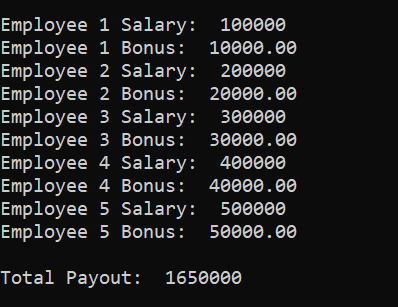 Employee 1 Salary:  100000
Employee 1 Bonus:  10000.00
Employee 2 Salary:  200000
Employee 2 Bonus:  20000.00
Employee 3 Salary:  300000
Employee 3 Bonus:  30000.00
Employee 4 Salary:  400000
Employee 4 Bonus:  40000.00
Employee 5 Salary:  500000
Employee 5 Bonus:  50000.00
Total Payout:  1650000